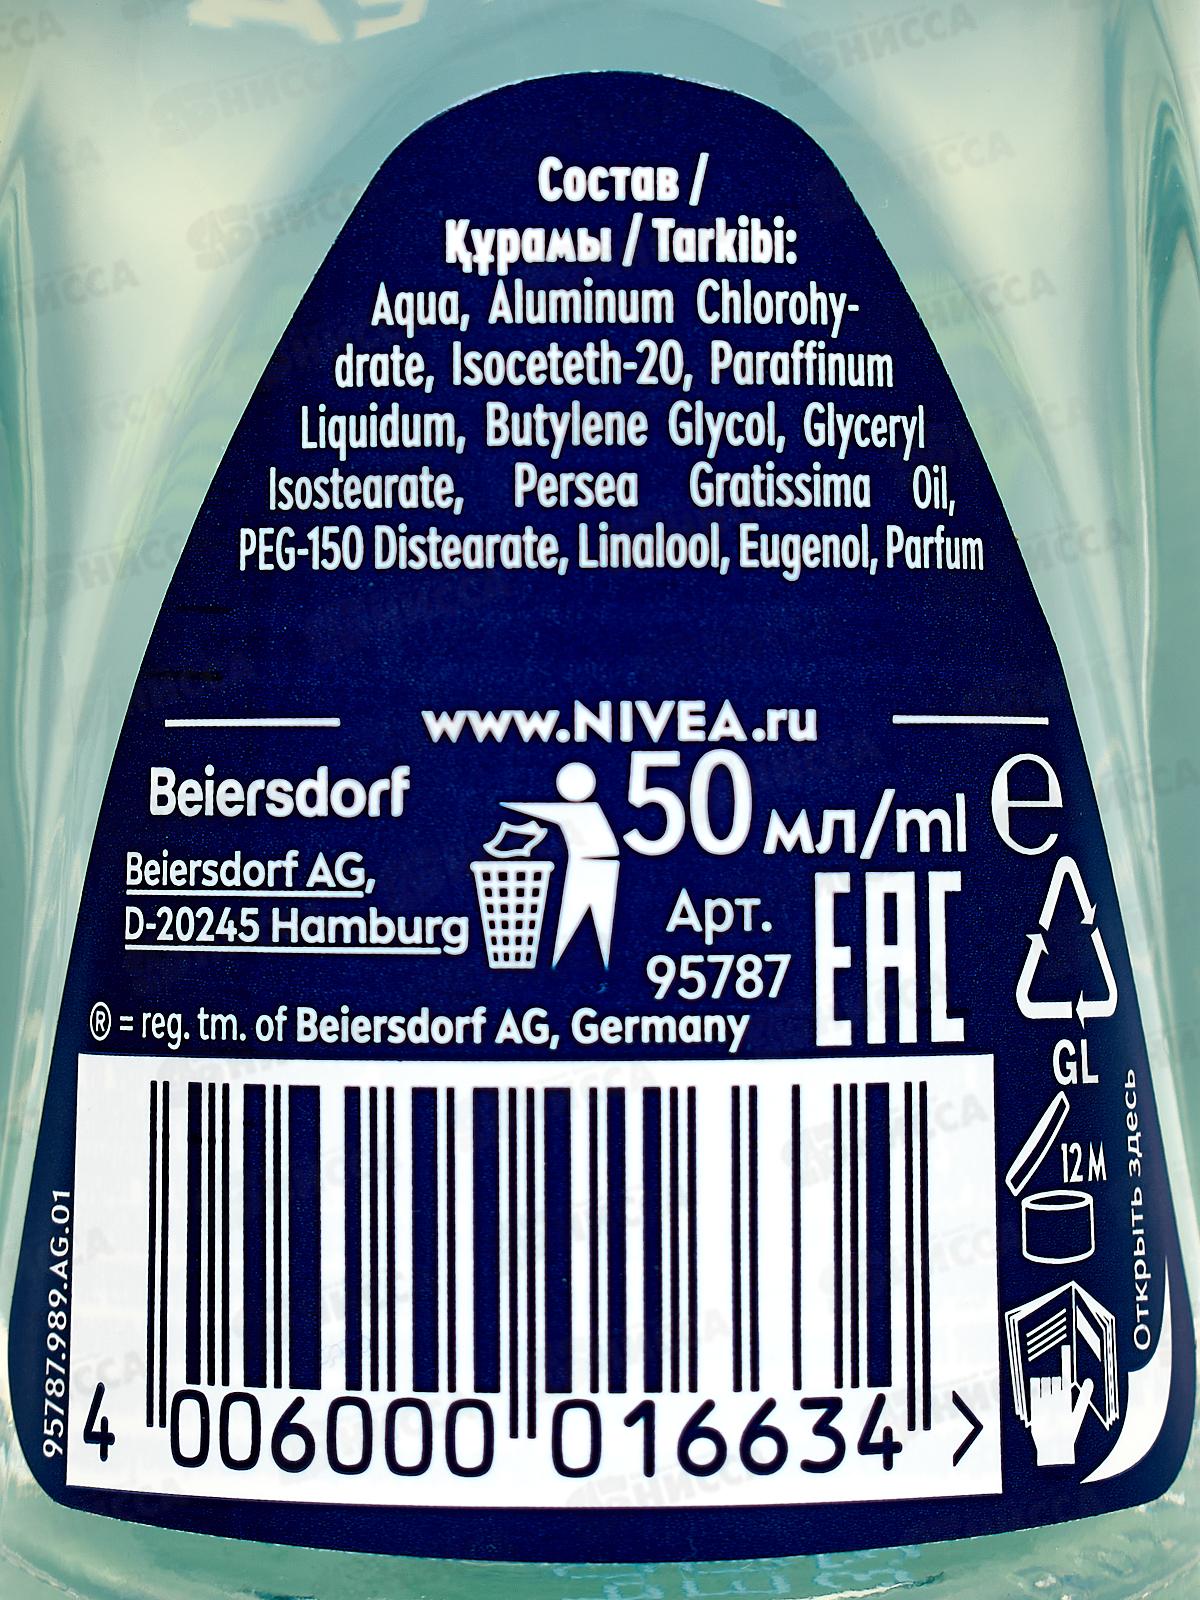 Состав /
Құрамы / Tarkibi:
Aqua, Aluminum Chlorohy-
drate, Isoceteth-20, Paraffinum
Liquidum, Butylene Glycol, Glyceryl
Isostearate, Persea Gratissima Oil,
PEG-150 Distearate, Linalool, Eugenol, Parfum
www.NIVEA.ru
Beiersdorf
50 мл/ml e
Beiersdorf AG,
D-20245 Hamburg
Арт.
95787
EAC
® = reg. tm. of Beiersdorf AG, Germany
GL
12M
Открыть здесь
95787.989.AG.01
4 006000 016634 >